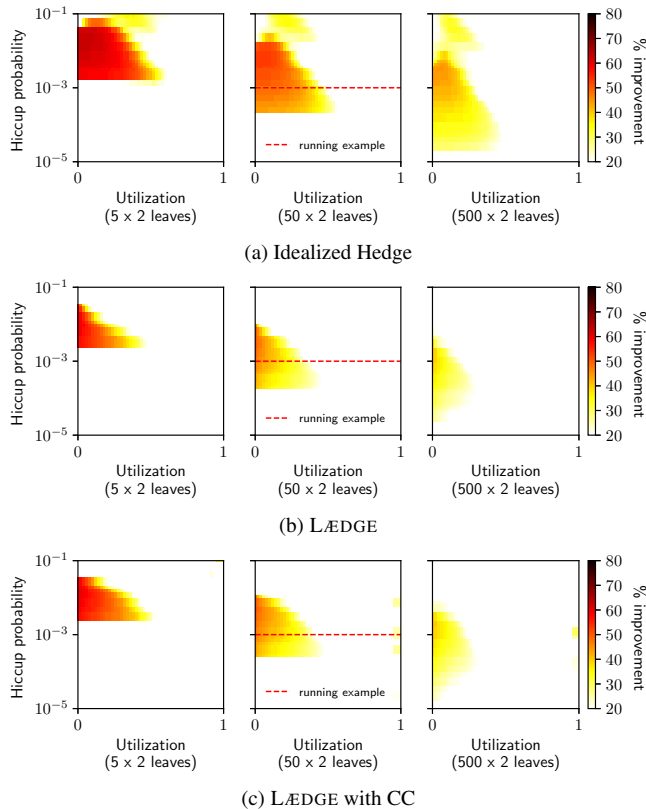 Hiccup probability
10⁻¹
10⁻³
10⁻⁵
0 1
Utilization
(5 x 2 leaves)
running example
0 1
Utilization
(50 x 2 leaves)
0 1
Utilization
(500 x 2 leaves)
80
70
60
50
40
30
20
% improvement
(a) Idealized Hedge
Hiccup probability
10⁻¹
10⁻³
10⁻⁵
0 1
Utilization
(5 x 2 leaves)
running example
0 1
Utilization
(50 x 2 leaves)
0 1
Utilization
(500 x 2 leaves)
80
70
60
50
40
30
20
% improvement
(b) LÆDGE
Hiccup probability
10⁻¹
10⁻³
10⁻⁵
0 1
Utilization
(5 x 2 leaves)
running example
0 1
Utilization
(50 x 2 leaves)
0 1
Utilization
(500 x 2 leaves)
80
70
60
50
40
30
20
% improvement
(c) LÆDGE with CC